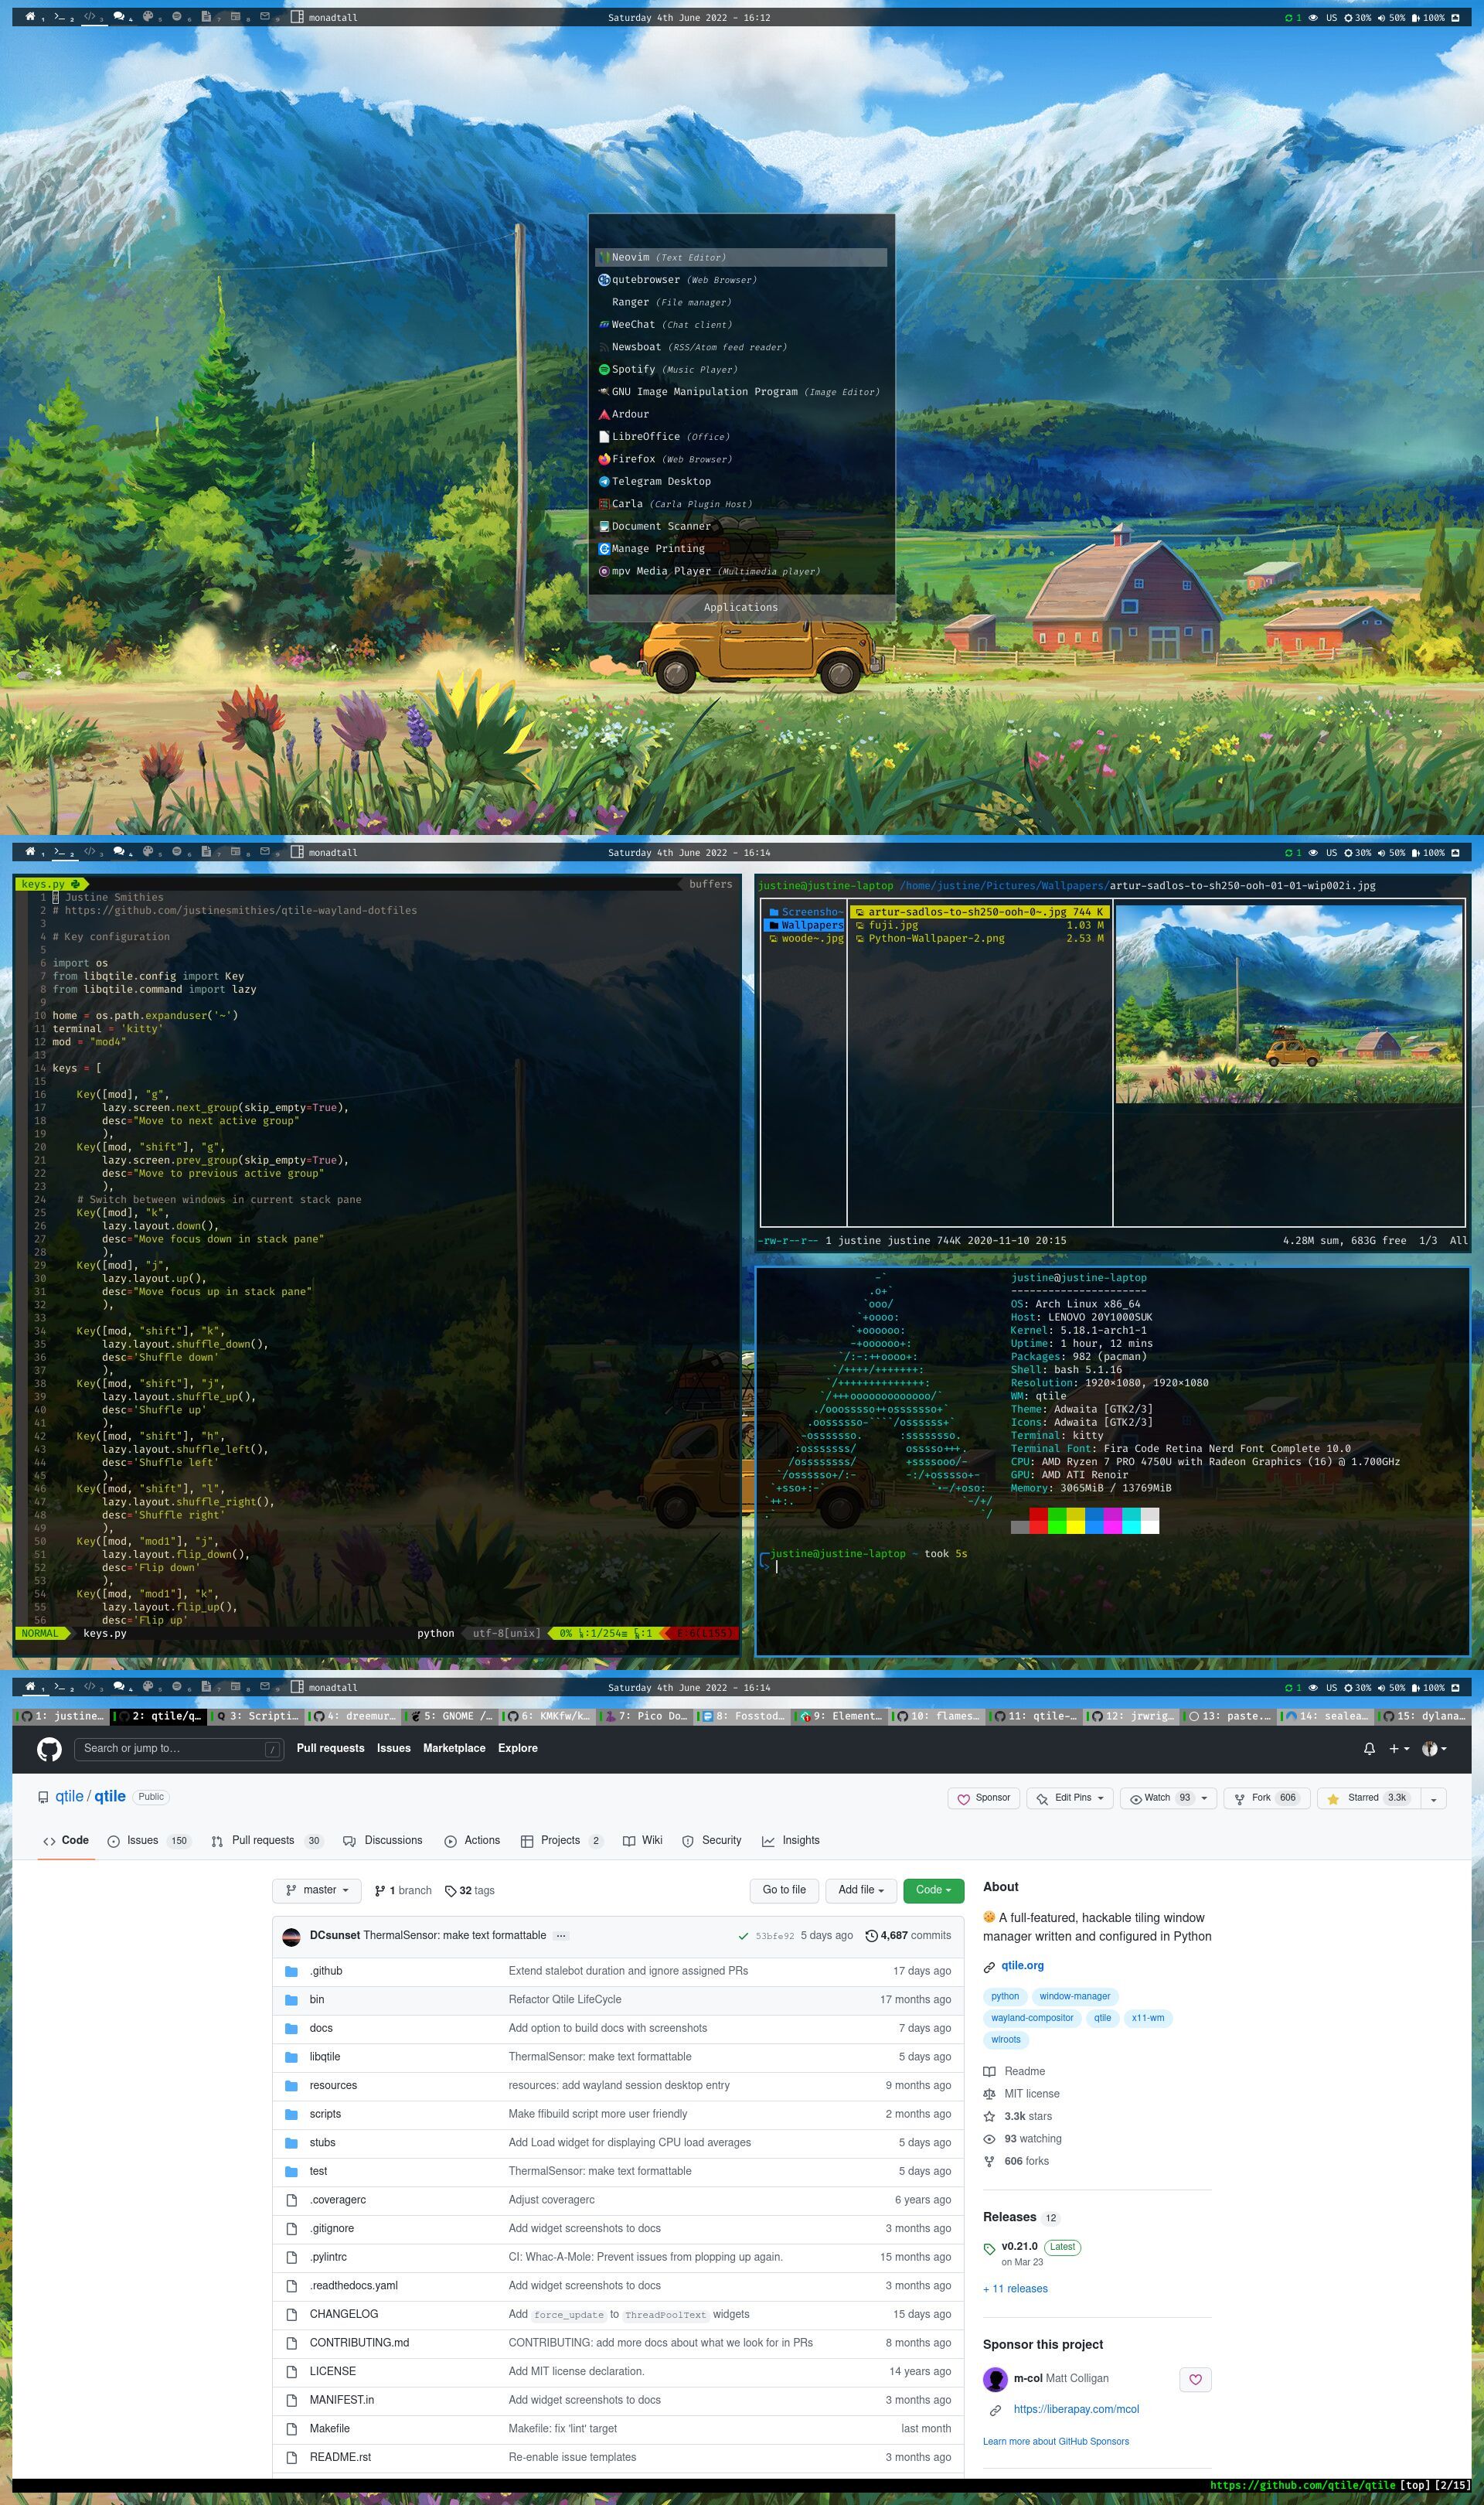 1 2 3 4 5 6 7 8 9 monadtall Saturday 4th June 2022 - 16:12 1 US 30% 50% 100%
Neovim (Text Editor)
qutebrowser (Web Browser)
Ranger (File manager)
WeeChat (Chat client)
Newsboat (RSS/Atom feed reader)
Spotify (Music Player)
GNU Image Manipulation Program (Image Editor)
Ardour
LibreOffice (Office)
Firefox (Web Browser)
Telegram Desktop
Carla (Carla Plugin Host)
Document Scanner
Manage Printing
mpv Media Player (Multimedia player)
Applications
1 2 3 4 5 6 7 8 9 monadtall Saturday 4th June 2022 - 16:14 1 US 30% 50% 100%
keys.py buffers
1 # Justine Smithies
2 # https://github.com/justinesmithies/qtile-wayland-dotfiles
3
4 # Key configuration
5
6 import os
7 from libqtile.config import Key
8 from libqtile.command import lazy
9
10 home = os.path.expanduser('~')
11 terminal = 'kitty'
12 mod = "mod4"
13
14 keys = [
15
16 Key([mod], "g",
17 lazy.screen.next_group(skip_empty=True),
18 desc="Move to next active group"
19 ),
20 Key([mod, "shift"], "g",
21 lazy.screen.prev_group(skip_empty=True),
22 desc="Move to previous active group"
23 ),
24 # Switch between windows in current stack pane
25 Key([mod], "k",
26 lazy.layout.down(),
27 desc="Move focus down in stack pane"
28 ),
29 Key([mod], "j",
30 lazy.layout.up(),
31 desc="Move focus up in stack pane"
32 ),
33
34 Key([mod, "shift"], "k",
35 lazy.layout.shuffle_down(),
36 desc='Shuffle down'
37 ),
38 Key([mod, "shift"], "j",
39 lazy.layout.shuffle_up(),
40 desc='Shuffle up'
41 ),
42 Key([mod, "shift"], "h",
43 lazy.layout.shuffle_left(),
44 desc='Shuffle left'
45 ),
46 Key([mod, "shift"], "l",
47 lazy.layout.shuffle_right(),
48 desc='Shuffle right'
49 ),
50 Key([mod, "mod1"], "j",
51 lazy.layout.flip_down(),
52 desc='Flip down'
53 ),
54 Key([mod, "mod1"], "k",
55 lazy.layout.flip_up(),
56 desc='Flip up'
NORMAL keys.py python utf-8[unix] 0% :1/254 :1 E:6(L155)
justine@justine-laptop /home/justine/Pictures/Wallpapers/artur-sadlos-to-sh250-ooh-01-01-wip002i.jpg
Screensho~ artur-sadlos-to-sh250-ooh-0~.jpg 744 K
Wallpapers fuji.jpg 1.03 M
woode~.jpg Python-Wallpaper-2.png 2.53 M
-rw-r--r-- 1 justine justine 744K 2020-11-10 20:15 4.28M sum, 683G free 1/3 All
justine@justine-laptop
----------------------
OS: Arch Linux x86_64
Host: LENOVO 20Y1000SUK
Kernel: 5.18.1-arch1-1
Uptime: 1 hour, 12 mins
Packages: 982 (pacman)
Shell: bash 5.1.16
Resolution: 1920x1080, 1920x1080
WM: qtile
Theme: Adwaita [GTK2/3]
Icons: Adwaita [GTK2/3]
Terminal: kitty
Terminal Font: Fira Code Retina Nerd Font Complete 10.0
CPU: AMD Ryzen 7 PRO 4750U with Radeon Graphics (16) @ 1.700GHz
GPU: AMD ATI Renoir
Memory: 3065MiB / 13769MiB
justine@justine-laptop ~ took 5s
1 2 3 4 5 6 7 8 9 monadtall Saturday 4th June 2022 - 16:14 1 US 30% 50% 100%
1: justine... 2: qtile/q... 3: Scripti... 4: dreemur... 5: GNOME /... 6: KMKfw/k... 7: Pico Do... 8: Fosstod... 9: Element... 10: flames... 11: qtile-... 12: jrwrig... 13: paste.... 14: sealea... 15: dylana...
Search or jump to… / Pull requests Issues Marketplace Explore
qtile / qtile Public Sponsor Edit Pins Watch 93 Fork 606 Starred 3.3k
Code Issues 150 Pull requests 30 Discussions Actions Projects 2 Wiki Security Insights
master 1 branch 32 tags Go to file Add file Code
DCsunset ThermalSensor: make text formattable ... 53bfe92 5 days ago 4,687 commits
.github Extend stalebot duration and ignore assigned PRs 17 days ago
bin Refactor Qtile LifeCycle 17 months ago
docs Add option to build docs with screenshots 7 days ago
libqtile ThermalSensor: make text formattable 5 days ago
resources resources: add wayland session desktop entry 9 months ago
scripts Make ffibuild script more user friendly 2 months ago
stubs Add Load widget for displaying CPU load averages 5 days ago
test ThermalSensor: make text formattable 5 days ago
.coveragerc Adjust coveragerc 6 years ago
.gitignore Add widget screenshots to docs 3 months ago
.pylintrc CI: Whac-A-Mole: Prevent issues from plopping up again. 15 months ago
.readthedocs.yaml Add widget screenshots to docs 3 months ago
CHANGELOG Add force_update to ThreadPoolText widgets 15 days ago
CONTRIBUTING.md CONTRIBUTING: add more docs about what we look for in PRs 8 months ago
LICENSE Add MIT license declaration. 14 years ago
MANIFEST.in Add widget screenshots to docs 3 months ago
Makefile Makefile: fix 'lint' target last month
README.rst Re-enable issue templates 3 months ago
About
A full-featured, hackable tiling window
manager written and configured in Python
qtile.org
python window-manager
wayland-compositor qtile x11-wm
wlroots
Readme
MIT license
3.3k stars
93 watching
606 forks
Releases 12
v0.21.0 Latest
on Mar 23
+ 11 releases
Sponsor this project
m-col Matt Colligan
https://liberapay.com/mcol
Learn more about GitHub Sponsors
https://github.com/qtile/qtile [top] [2/15]